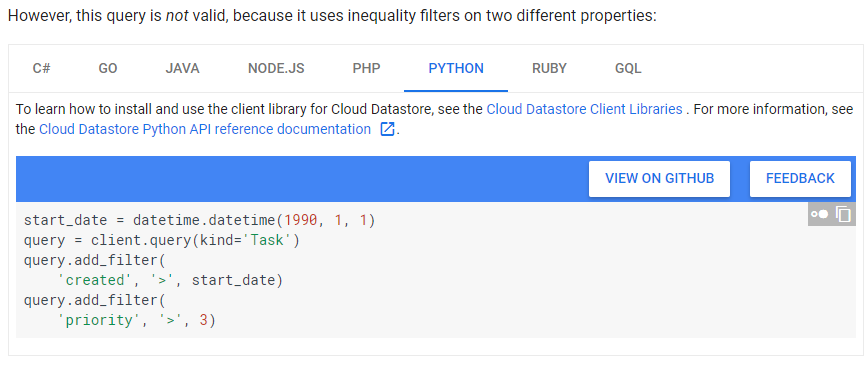 However, this query is not valid, because it uses inequality filters on two different properties:
C# GO JAVA NODE.JS PHP PYTHON RUBY GQL
To learn how to install and use the client library for Cloud Datastore, see the Cloud Datastore Client Libraries . For more information, see
the Cloud Datastore Python API reference documentation .
VIEW ON GITHUB FEEDBACK
start_date = datetime.datetime(1990, 1, 1)
query = client.query(kind='Task')
query.add_filter(
    'created', '>', start_date)
query.add_filter(
    'priority', '>', 3)